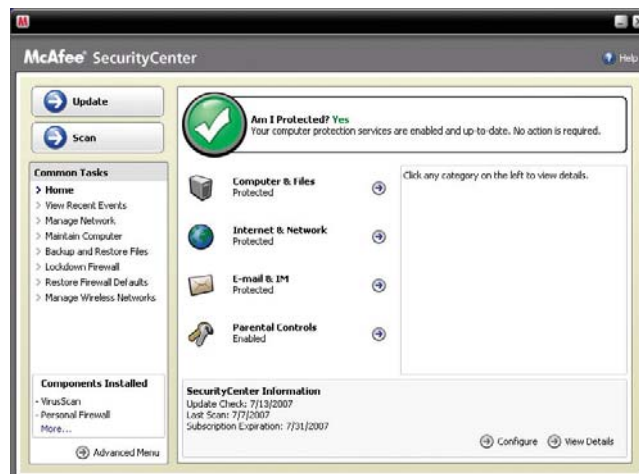 McAfee® SecurityCenter
Help
Update
Scan
Common Tasks
> Home
> View Recent Events
> Manage Network
> Maintain Computer
> Backup and Restore Files
> Lockdown Firewall
> Restore Firewall Defaults
> Manage Wireless Networks
Components Installed
- VirusScan
- Personal Firewall
More...
Advanced Menu
Am I Protected? Yes
Your computer protection services are enabled and up-to-date. No action is required.
Computer & Files
Protected
Internet & Network
Protected
E-mail & IM
Protected
Parental Controls
Enabled
Click any category on the left to view details.
SecurityCenter Information
Update Check: 7/13/2007
Last Scan: 7/7/2007
Subscription Expiration: 7/31/2007
Configure
View Details